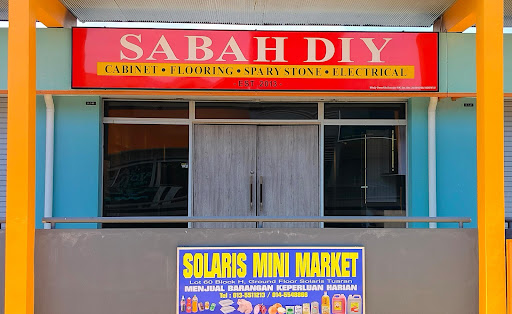 SABAH DIY
CABINET • FLOORING • SPARY STONE • ELECTRICAL
SOLARIS MINI MARKET
Lot 60 Block H, Ground Floor Solaris Tuaran
MENJUAL BARANGAN KEPERLUAN HARIAN